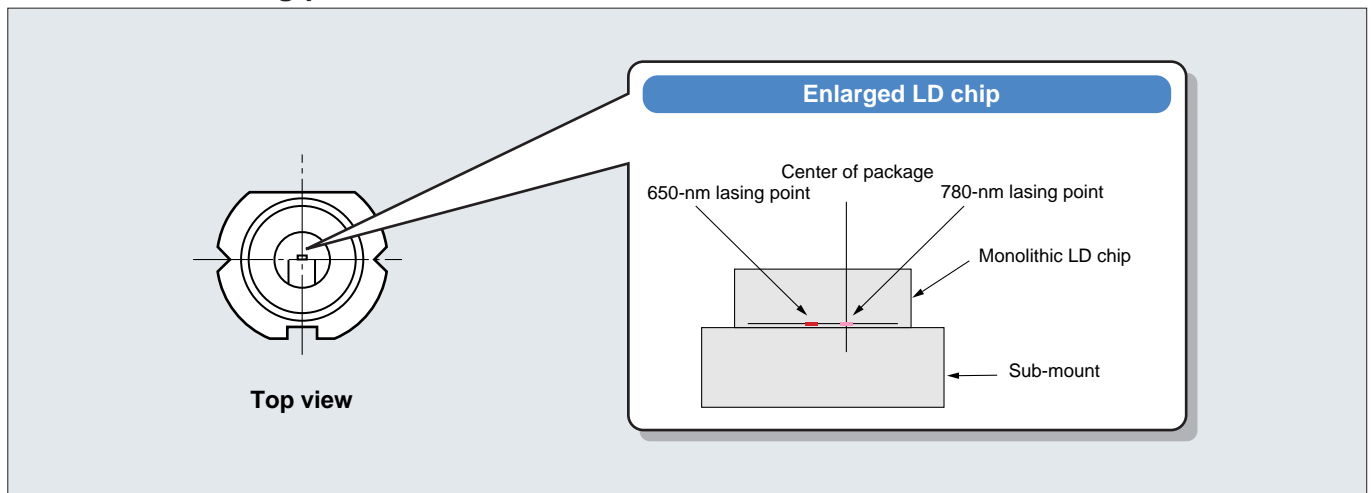 Enlarged LD chip
Center of package
650-nm lasing point
780-nm lasing point
Monolithic LD chip
Sub-mount
Top view